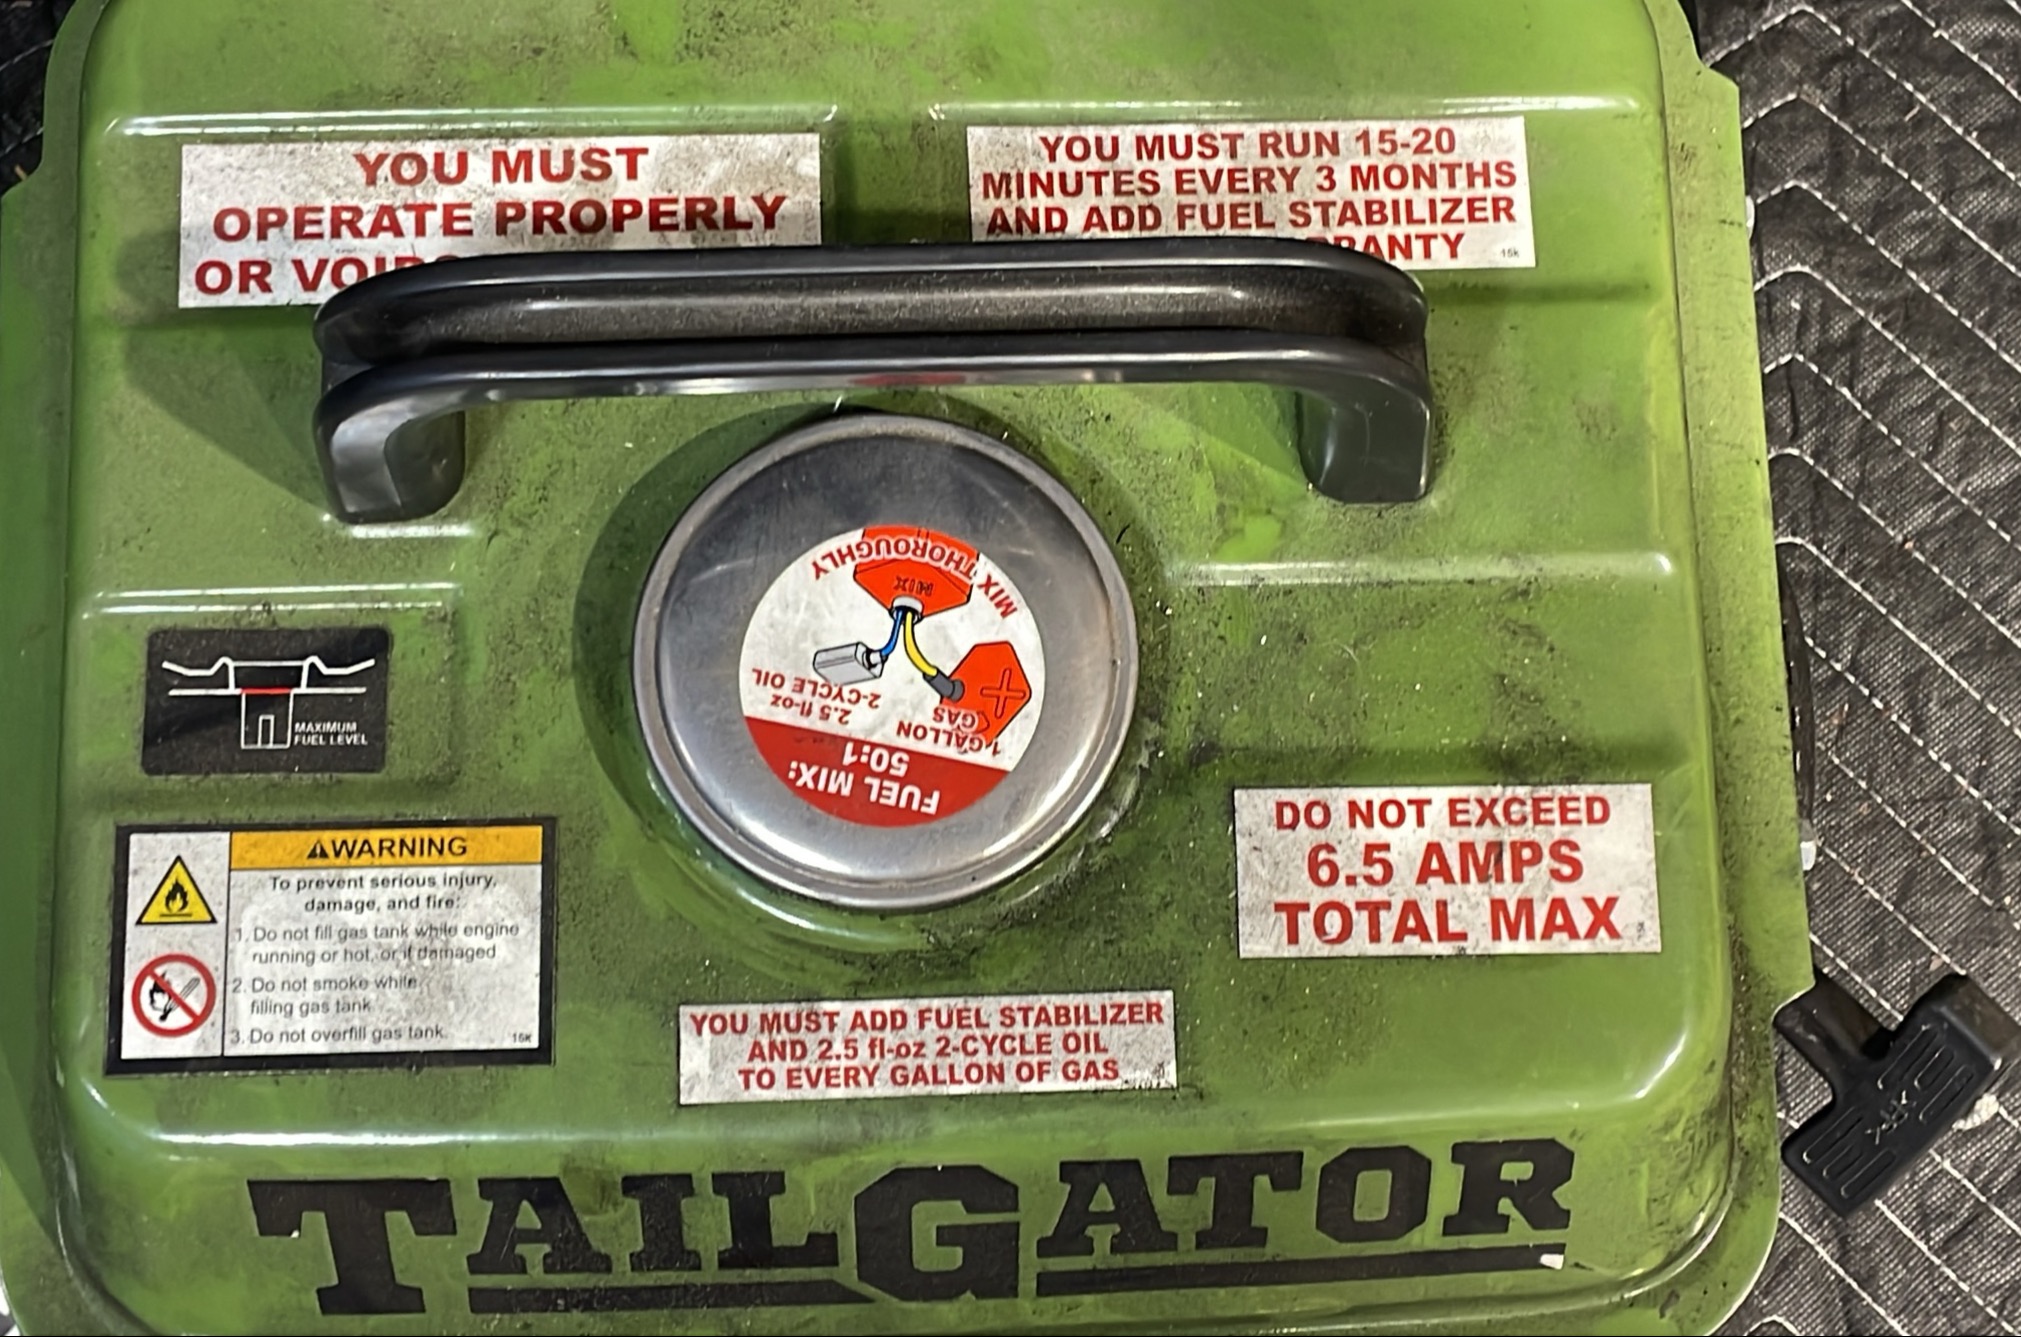 YOU MUST
OPERATE PROPERLY
OR
YOU MUST RUN 15-20
MINUTES EVERY 3 MONTHS
AND ADD FUEL STABILIZER
15k
MIX THOROUGHLY
MIX
2.5 fl-oz
2-CYCLE OIL
1-GALLON
GAS
FUEL MIX:
50:1
MAXIMUM
FUEL LEVEL
WARNING
To prevent serious injury,
damage, and fire:
1. Do not fill gas tank while engine
running or hot, or if damaged
2. Do not smoke while
filling gas tank
3. Do not overfill gas tank.
15k
DO NOT EXCEED
6.5 AMPS
TOTAL MAX
YOU MUST ADD FUEL STABILIZER
AND 2.5 fl-oz 2-CYCLE OIL
TO EVERY GALLON OF GAS
TAILGATOR